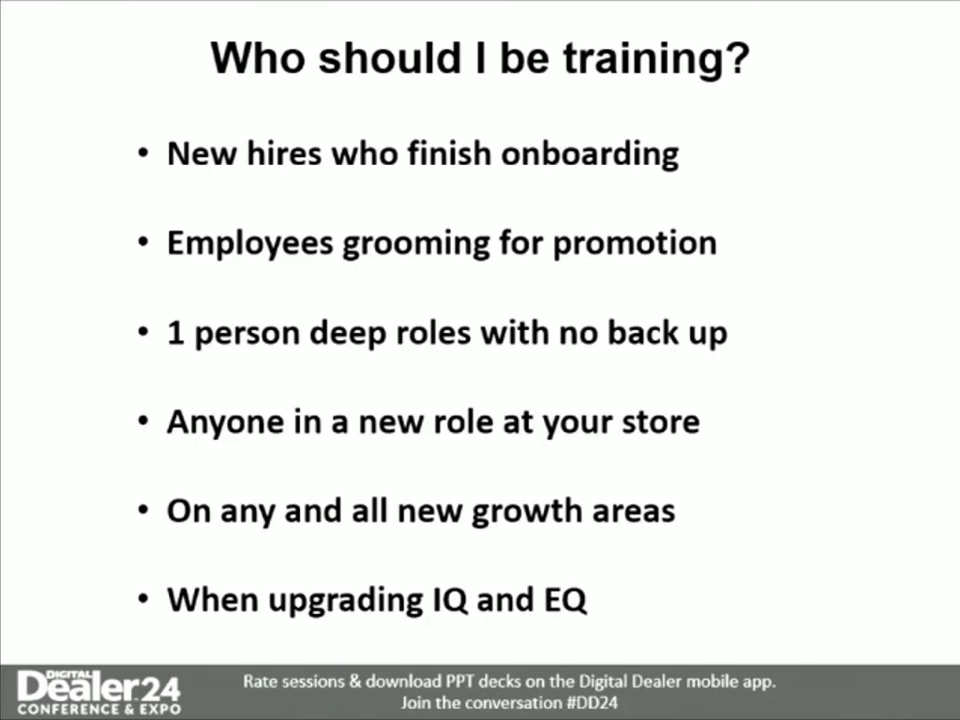 Who should I be training?
• New hires who finish onboarding
• Employees grooming for promotion
• 1 person deep roles with no back up
• Anyone in a new role at your store
• On any and all new growth areas
• When upgrading IQ and EQ
DIGITAL
Dealer 24
CONFERENCE & EXPO
Rate sessions & download PPT decks on the Digital Dealer mobile app.
Join the conversation #DD24